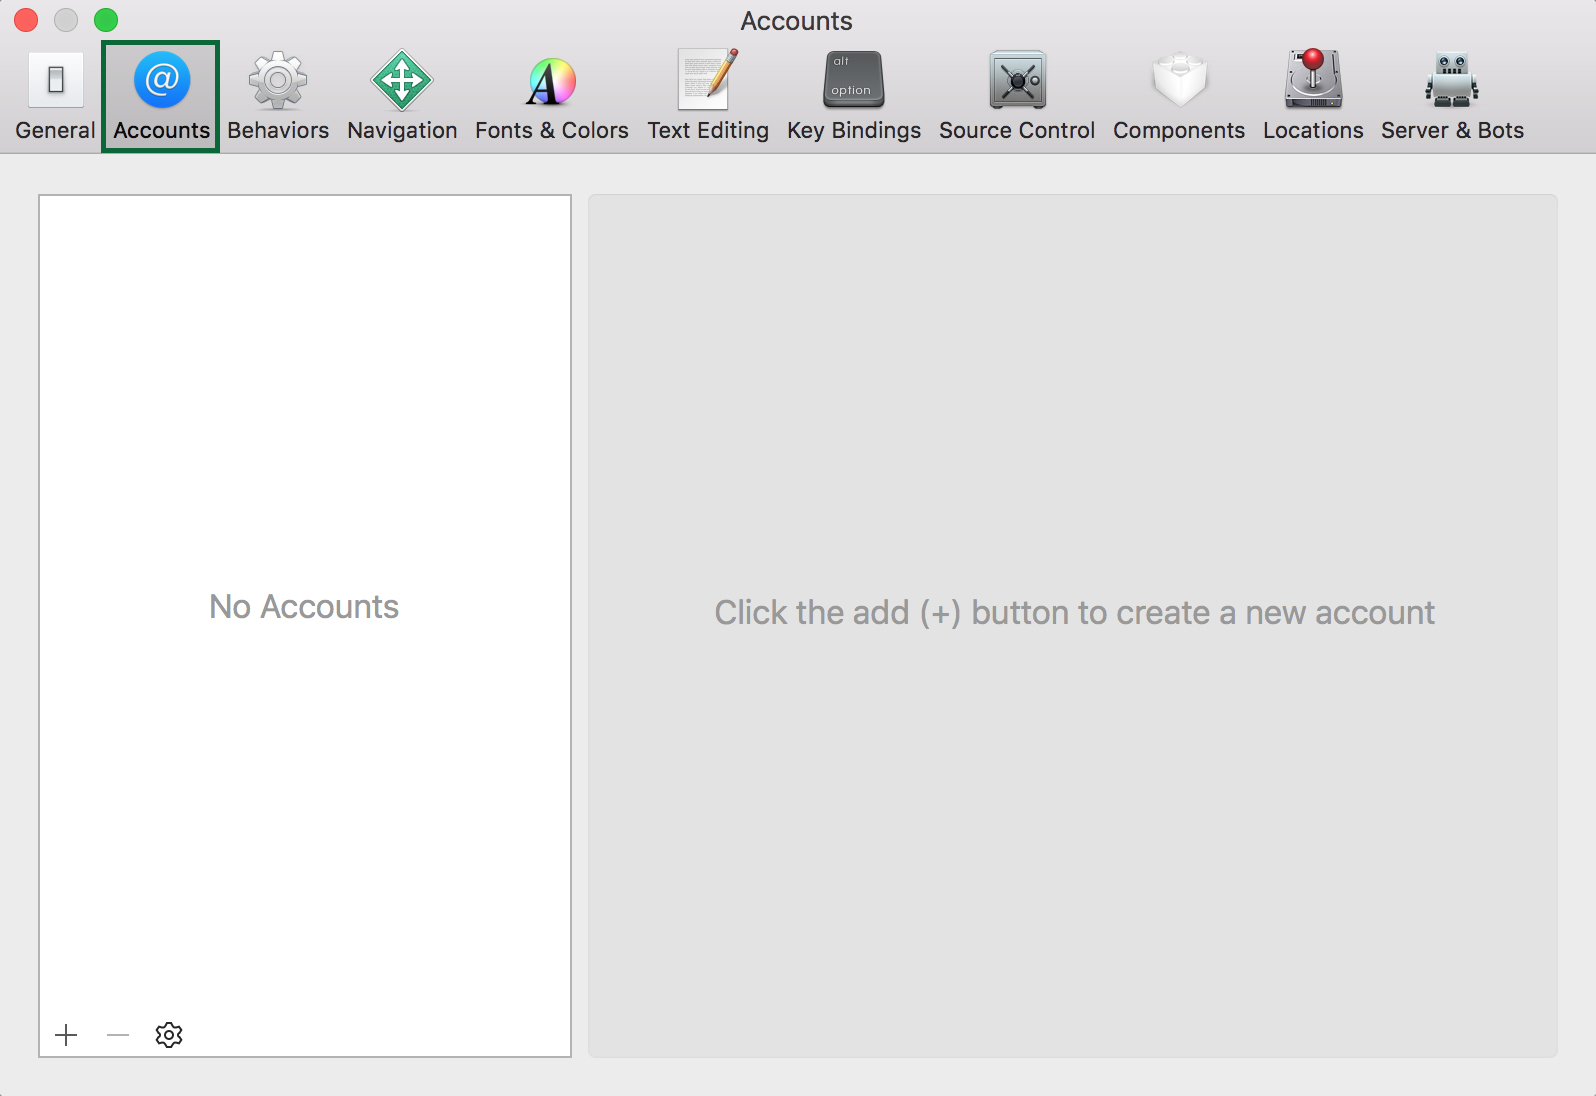 Accounts
General Accounts Behaviors Navigation Fonts & Colors Text Editing alt option Key Bindings Source Control Components Locations Server & Bots
No Accounts
Click the add (+) button to create a new account